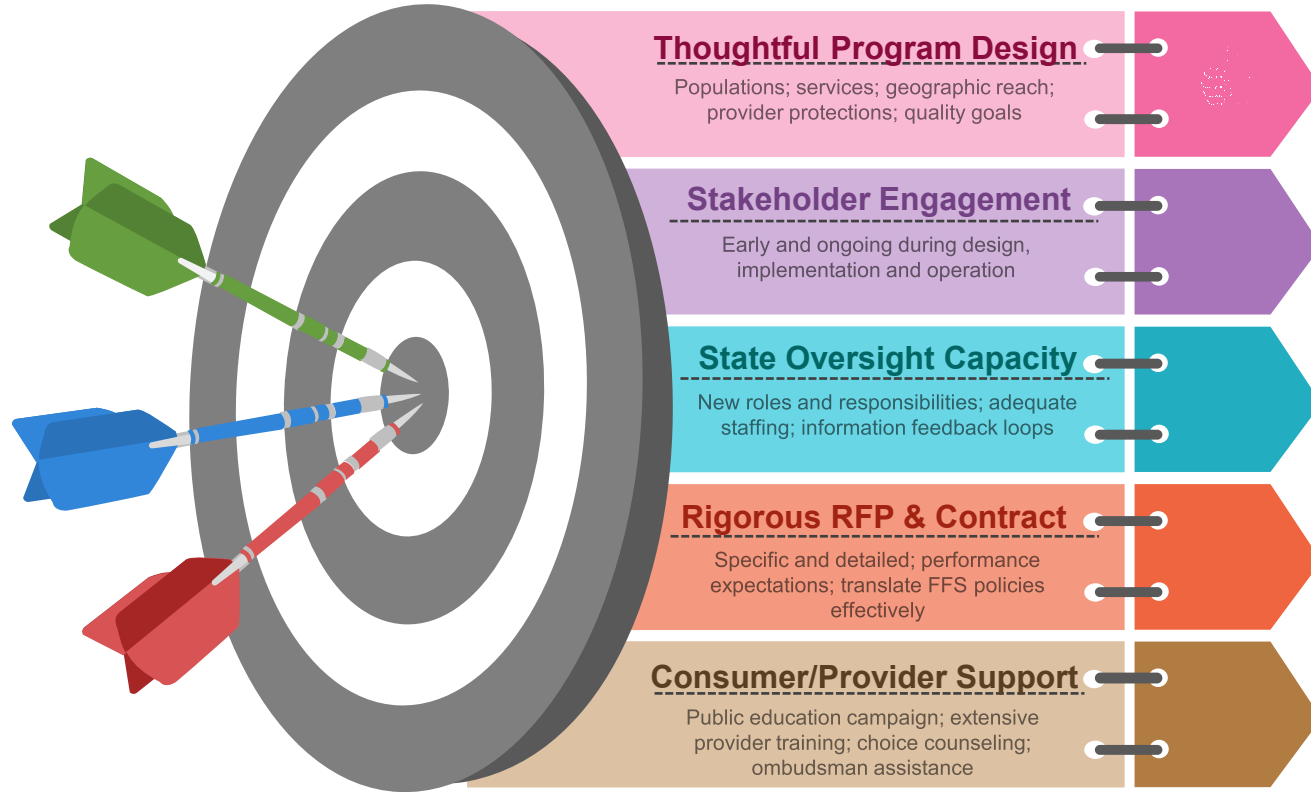 Thoughtful Program Design
Populations; services; geographic reach;
provider protections; quality goals
Stakeholder Engagement
Early and ongoing during design,
implementation and operation
State Oversight Capacity
New roles and responsibilities; adequate
staffing; information feedback loops
Rigorous RFP & Contract
Specific and detailed; performance
expectations; translate FFS policies
effectively
Consumer/Provider Support
Public education campaign; extensive
provider training; choice counseling;
ombudsman assistance